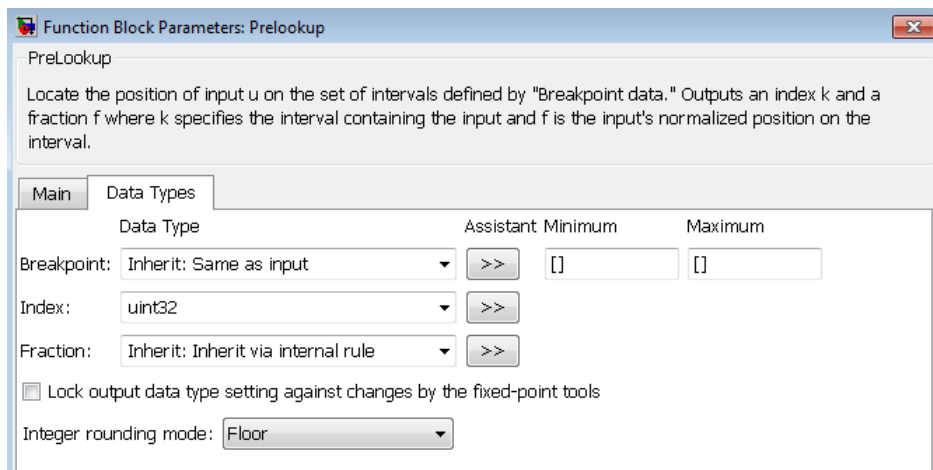 Function Block Parameters: Prelookup
PreLookup
Locate the position of input u on the set of intervals defined by "Breakpoint data." Outputs an index k and a
fraction f where k specifies the interval containing the input and f is the input's normalized position on the
interval.
Main Data Types
Data Type Assistant Minimum Maximum
Breakpoint: Inherit: Same as input >> [] []
Index: uint32 >>
Fraction: Inherit: Inherit via internal rule >>
Lock output data type setting against changes by the fixed-point tools
Integer rounding mode: Floor